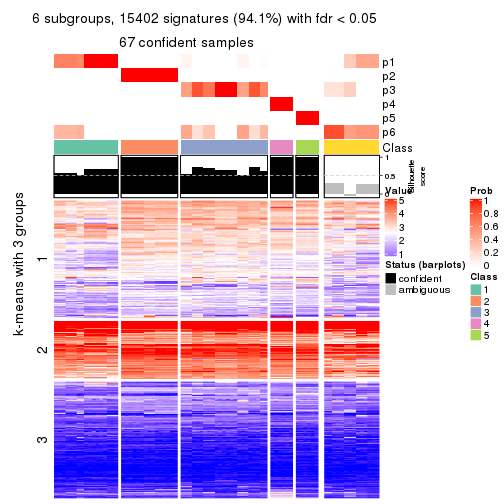 6 subgroups, 15402 signatures (94.1%) with fdr < 0.05
67 confident samples
p1
p2
p3
p4
p5
p6
Class
1
0.5
0
Silhouette
score
k-means with 3 groups
1
2
3
Value
5
4
3
2
1
Status (barplots)
confident
ambiguous
Prob
1
0.8
0.6
0.4
0.2
0
Class
1
2
3
4
5